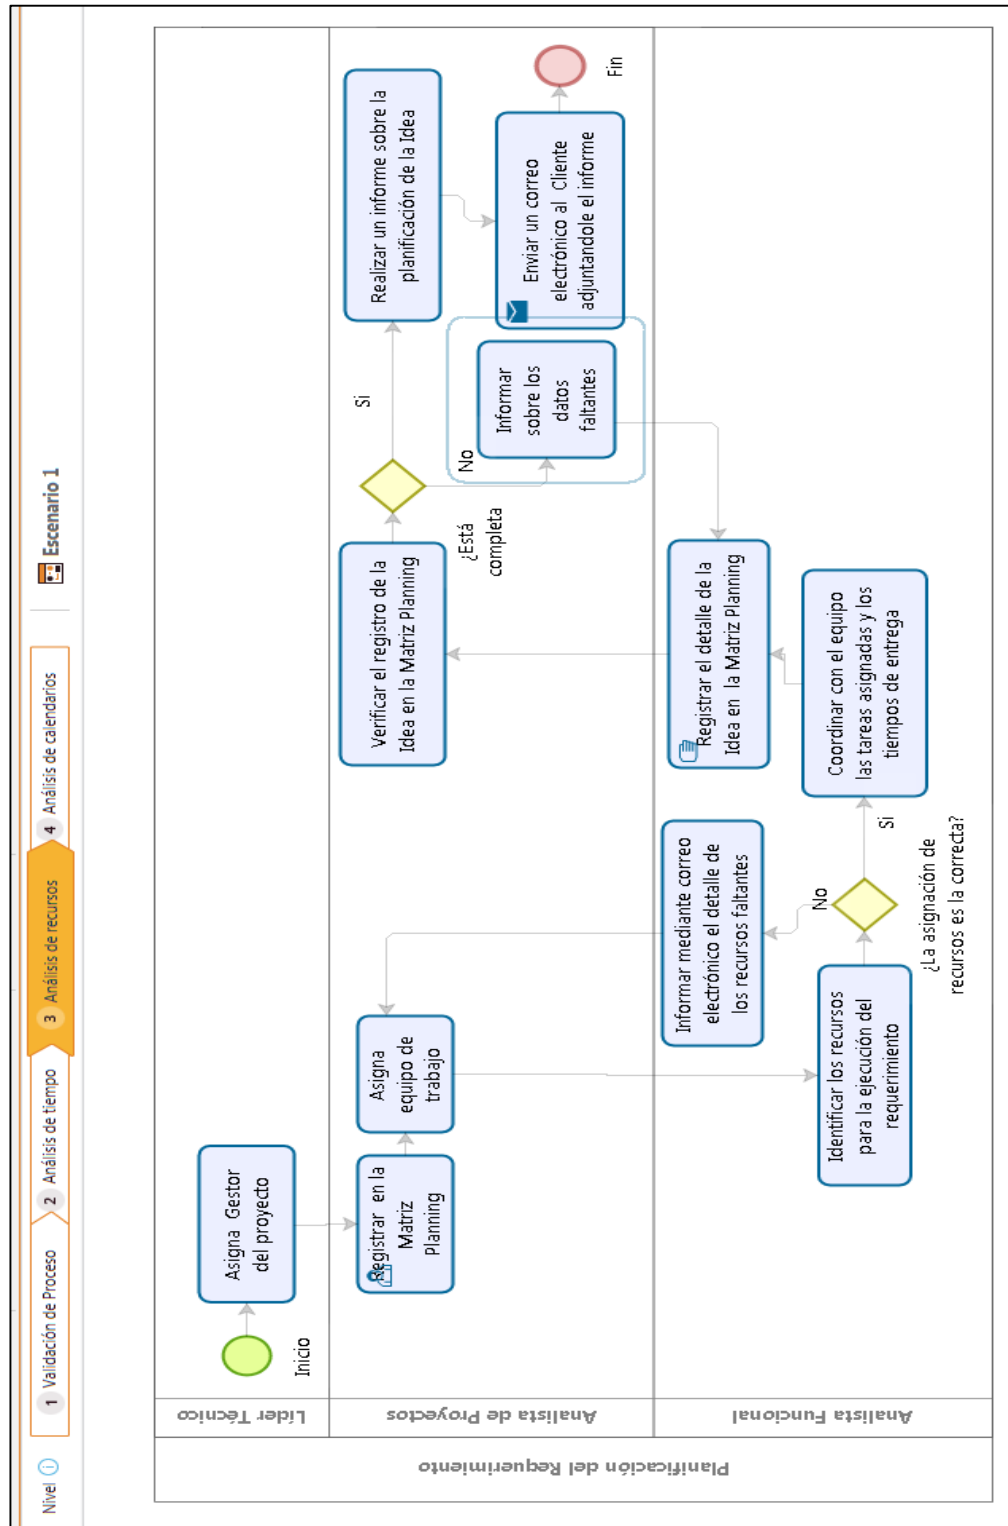 Nivel
1 Validación de Proceso
2 Análisis de tiempo
3 Análisis de recursos
4 Análisis de calendarios
Escenario 1
Planificación del Requerimiento
Líder Técnico
Analista de Proyectos
Analista Funcional
Inicio
Asigna Gestor
del proyecto
Registrar en la
Matriz
Planning
Asigna
equipo de
trabajo
Identificar los recursos
para la ejecución del
requerimiento
¿La asignación de
recursos es la correcta?
No
Informar mediante correo
electrónico el detalle de
los recursos faltantes
Si
Coordinar con el equipo
las tareas asignadas y los
tiempos de entrega
Registrar el detalle de la
Idea en la Matriz Planning
Verificar el registro de la
Idea en la Matriz Planning
¿Está
completa
No
Informar
sobre los
datos
faltantes
Si
Realizar un informe sobre la
planificación de la Idea
Enviar un correo
electrónico al Cliente
adjuntandole el informe
Fin